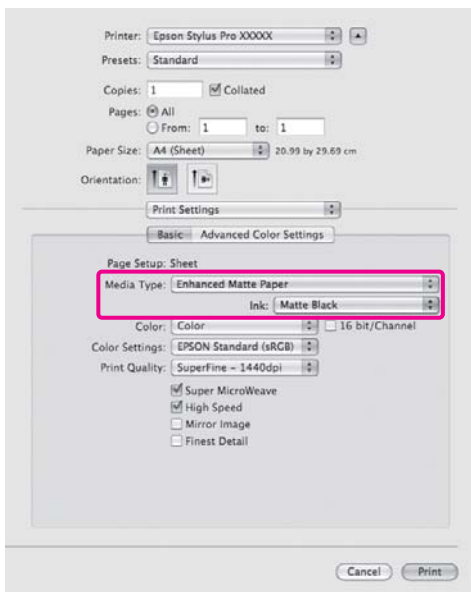 Printer: Epson Stylus Pro XXXXX
Presets: Standard
Copies: 1 Collated
Pages: All
From: 1 to: 1
Paper Size: A4 (Sheet) 20.99 by 29.69 cm
Orientation:
Print Settings
Basic Advanced Color Settings
Page Setup: Sheet
Media Type: Enhanced Matte Paper
Ink: Matte Black
Color: Color 16 bit/Channel
Color Settings: EPSON Standard (sRGB)
Print Quality: SuperFine - 1440dpi
Super MicroWeave
High Speed
Mirror Image
Finest Detail
Cancel Print